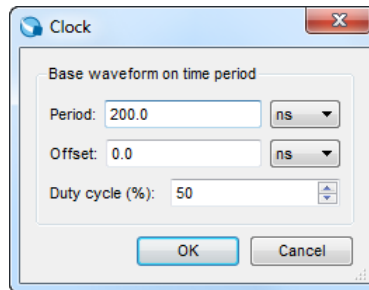 Clock
Base waveform on time period
Period: 200.0 ns
Offset: 0.0 ns
Duty cycle (%): 50
OK Cancel